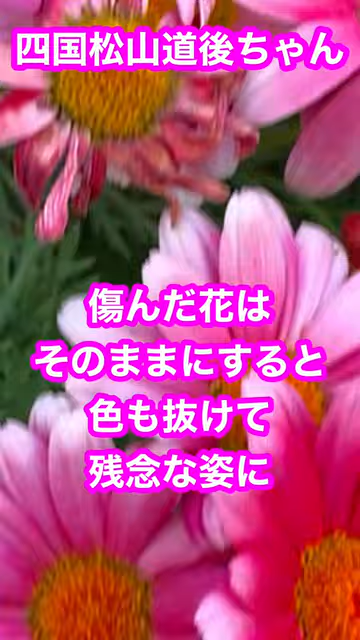 四国松山道後ちゃん
傷んだ花は
そのままにすると
色も抜けて
残念な姿に